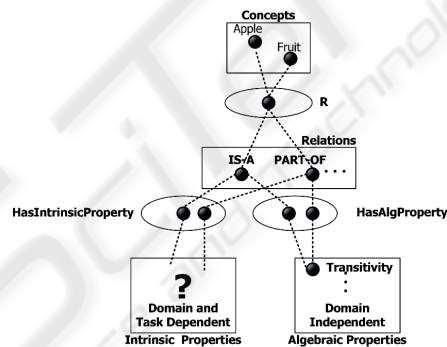 Concepts
Apple
Fruit
R
Relations
IS-A PART-OF ...
HasIntrinsicProperty
HasAlgProperty
Transitivity
?
Domain and
Task Dependent
Domain
Independent
Intrinsic Properties
Algebraic Properties